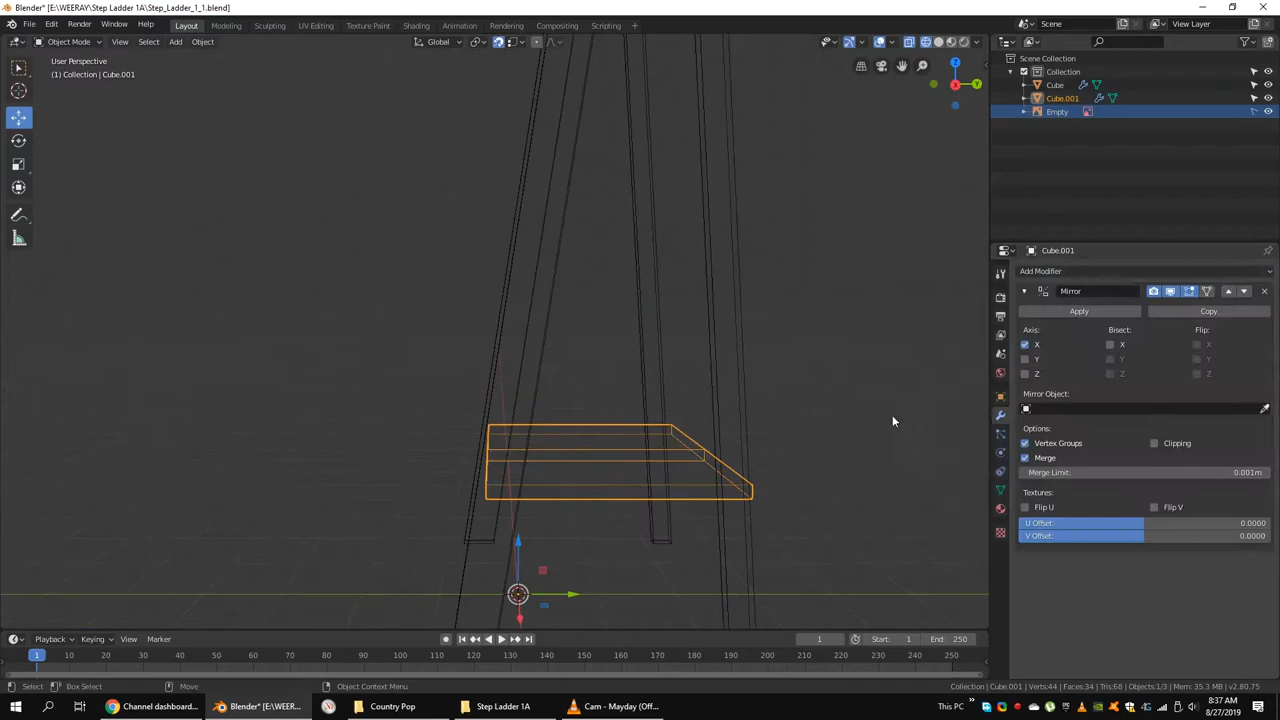 Blender* [E:\WEERAY\Step Ladder 1A\Step_Ladder_1_1.blend]
File Edit Render Window Help Layout Modeling Sculpting UV Editing Texture Paint Shading Animation Rendering Compositing Scripting Scene View Layer
Object Mode View Select Add Object Global
User Perspective
(1) Collection | Cube.001
Z
X
Y
Scene Collection
Collection
Cube
Cube.001
Empty
Cube.001
Add Modifier
Mirror
Apply Copy
Axis: Bisect: Flip:
X X X
Y Y Y
Z Z Z
Mirror Object:
Options:
Vertex Groups Clipping
Merge
Merge Limit: 0.001m
Textures:
Flip U Flip V
U Offset: 0.0000
V Offset: 0.0000
Playback Keying View Marker 1 Start: 1 End: 250
1 10 20 30 40 50 60 70 80 90 100 110 120 130 140 150 160 170 180 190 200 210 220 230 240 250
Select Box Select Move Object Context Menu Collection | Cube.001 | Verts:44 | Faces:34 | Tris:68 | Objects:1/3 | Mem: 35.3 MB | v2.80.75
Channel dashboard... Blender* [E:\WEE... Country Pop Step Ladder 1A Cam - Mayday (Off... This PC 8:37 AM
8/27/2019